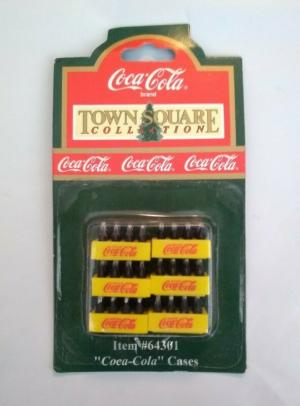 Coca-Cola
brand
TOWN SQUARE
COLLECTION
Coca-Cola Coca-Cola Coca-Cola
Coca-Cola Coca-Cola
Coca-Cola Coca-Cola
Coca-Cola Coca-Cola
Item #64301
"Coca-Cola" Cases